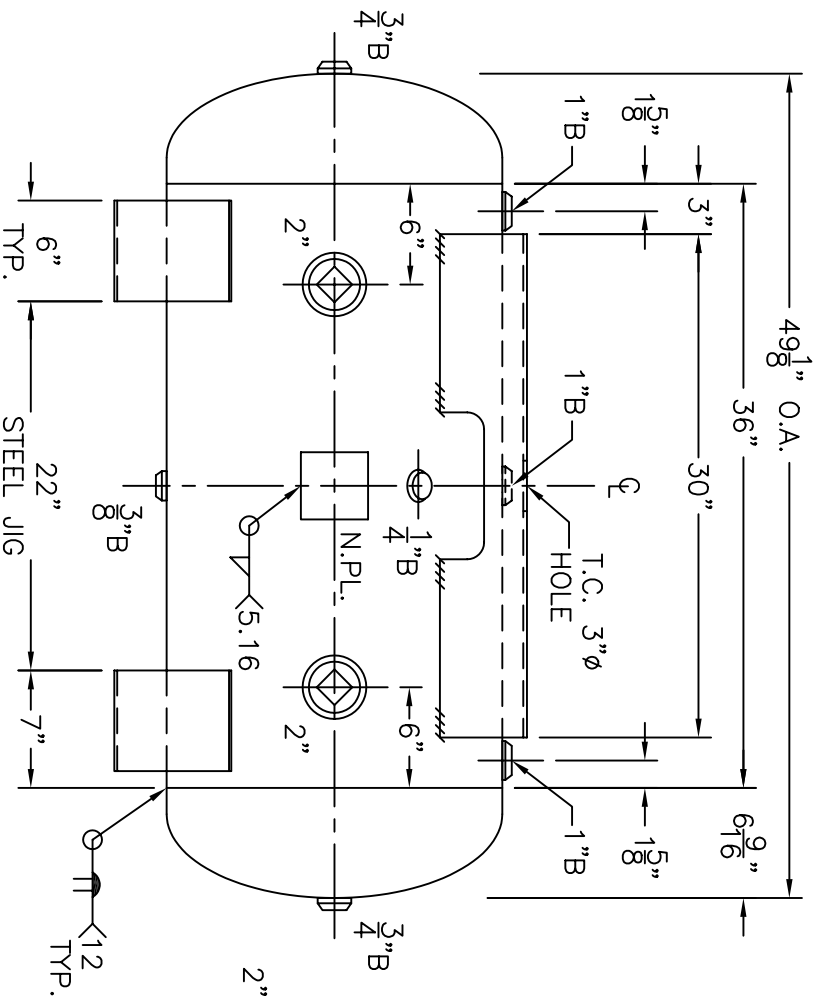 49 1/8" O.A.
36"
6 9/16"
30"
3"
1 5/8"
1 5/8"
1"B
1"B
1"B
C L
T.C. 3"ø
HOLE
3/4"B
3/4"B
6"
6"
2"
2"
1/4"B
N.PL.
5.16
3/8"B
6"
TYP.
22"
STEEL JIG
7"
12
TYP.
2"